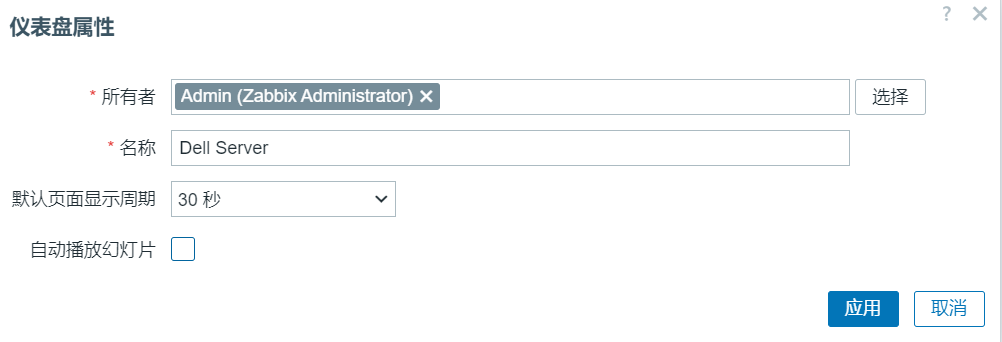 仪表盘属性
? ×
* 所有者 Admin (Zabbix Administrator) × 选择
* 名称 Dell Server
默认页面显示周期 30 秒
自动播放幻灯片
应用 取消